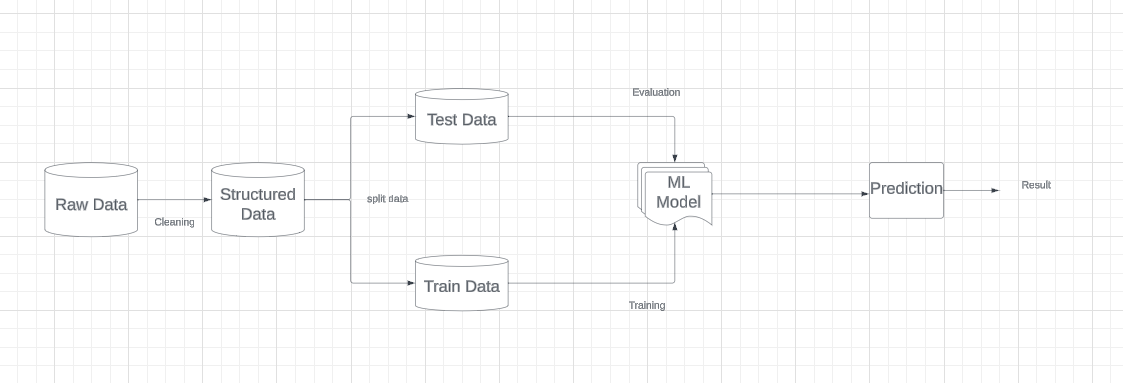 Raw Data
Cleaning
Structured
Data
split data
Test Data
Train Data
Evaluation
ML
Model
Training
Prediction
Result